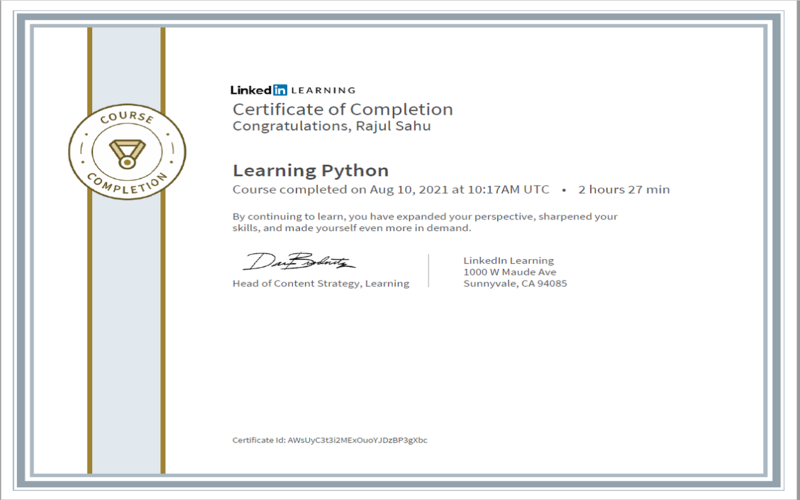 LinkedIn LEARNING
Certificate of Completion
Congratulations, Rajul Sahu
COURSE
COMPLETION
Learning Python
Course completed on Aug 10, 2021 at 10:17AM UTC • 2 hours 27 min
By continuing to learn, you have expanded your perspective, sharpened your
skills, and made yourself even more in demand.
Head of Content Strategy, Learning
LinkedIn Learning
1000 W Maude Ave
Sunnyvale, CA 94085
Certificate Id: AWsUyC3t3i2MExOuoYJDzBP3gXbc